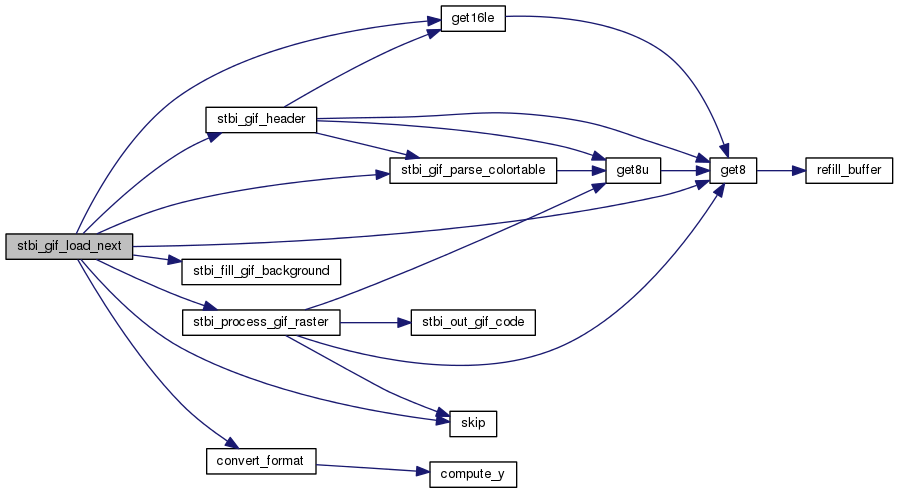 get16le
stbi_gif_header
stbi_gif_parse_colortable
get8u
get8
refill_buffer
stbi_gif_load_next
stbi_fill_gif_background
stbi_process_gif_raster
stbi_out_gif_code
skip
convert_format
compute_y